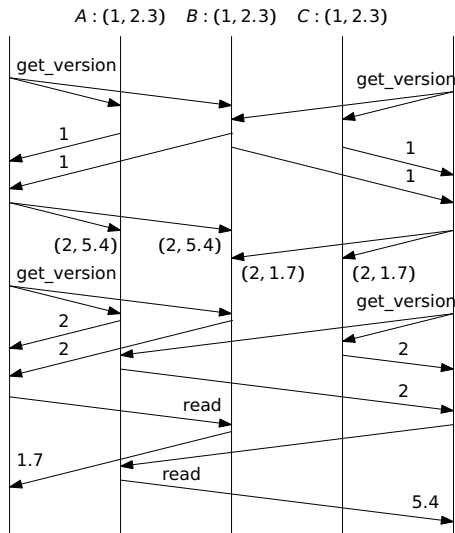 A : (1, 2.3) B : (1, 2.3) C : (1, 2.3)
get_version
get_version
1
1
1
1
(2, 5.4) (2, 5.4)
(2, 1.7) (2, 1.7)
get_version
get_version
2
2
2
2
read
1.7
read
5.4